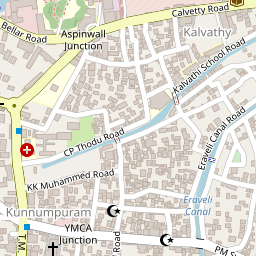 Calvetty Road
Bellar Road
Aspinwall
Junction
Kalvathy
Kalvathi School Road
CP Thodu Road
Eraveli Canal Road
KK Muhammed Road
Eraveli
Canal
Kunnumpuram
YMCA
Junction
Road
T M
PM S